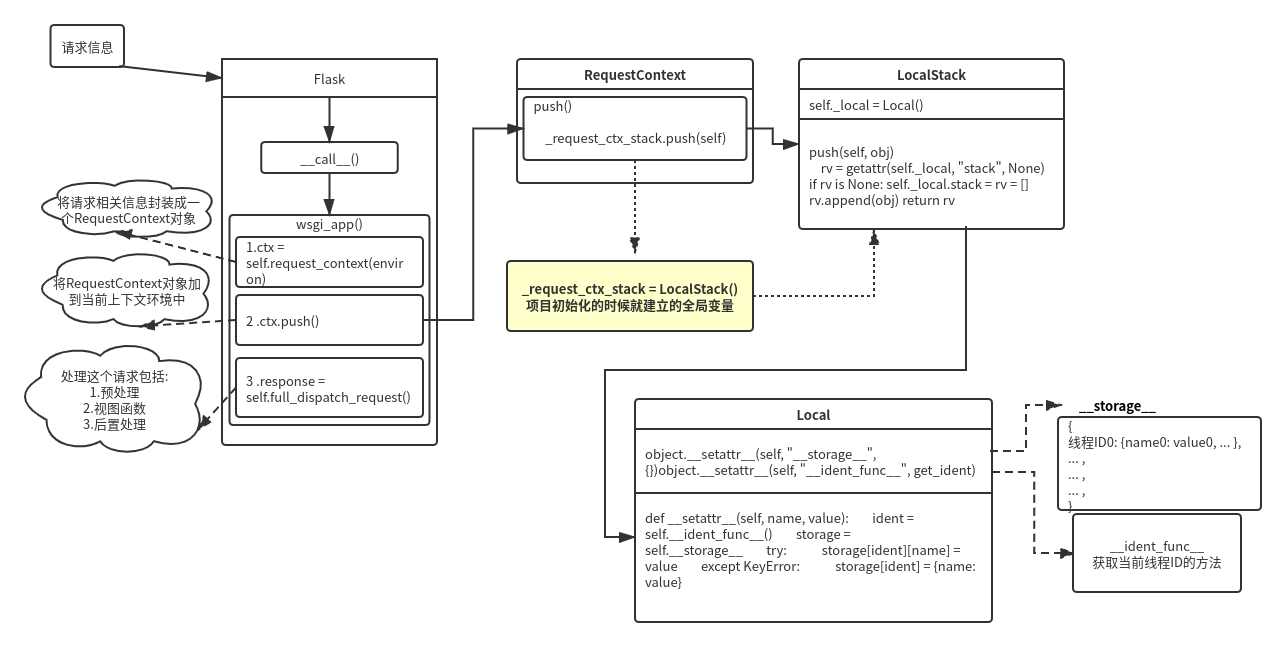 请求信息
Flask
__call__()
wsgi_app()
1.ctx =
self.request_context(envir
on)
2 .ctx.push()
3 .response =
self.full_dispatch_request()
将请求相关信息封装成一
个RequestContext对象
将RequestContext对象加
到当前上下文环境中
处理这个请求包括:
1.预处理
2.视图函数
3.后置处理
RequestContext
push()
_request_ctx_stack.push(self)
_request_ctx_stack = LocalStack()
项目初始化的时候就建立的全局变量
LocalStack
self._local = Local()
push(self, obj)
rv = getattr(self._local, "stack", None)
if rv is None: self._local.stack = rv = []
rv.append(obj) return rv
Local
object.__setattr__(self, "__storage__",
{})object.__setattr__(self, "__ident_func__", get_ident)
def __setattr__(self, name, value): ident =
self.__ident_func__() storage =
self.__storage__ try: storage[ident][name] =
value except KeyError: storage[ident] = {name:
value}
__storage__
{
线程ID0: {name0: value0, ... },
... ,
... ,
... ,
}
__ident_func__
获取当前线程ID的方法